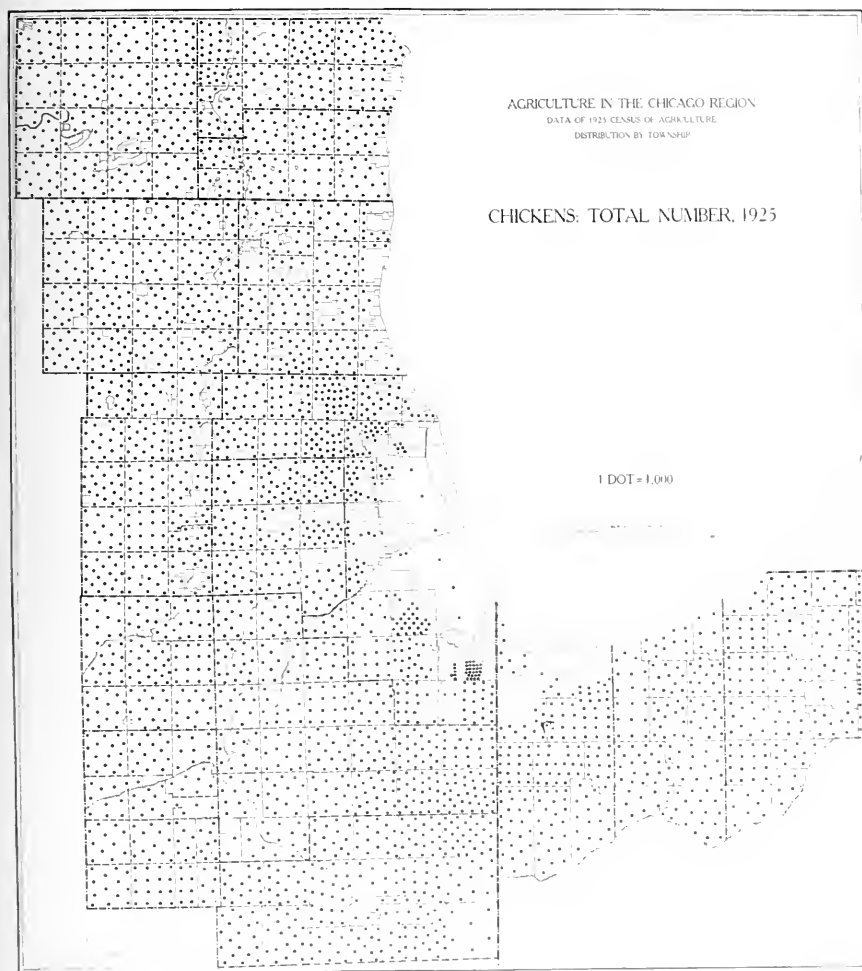 AGRICULTURE IN THE CHICAGO REGION
DATA OF 1925 CENSUS OF AGRICULTURE
DISTRIBUTION BY TOWNSHIP
CHICKENS: TOTAL NUMBER, 1925
1 DOT = 1,000